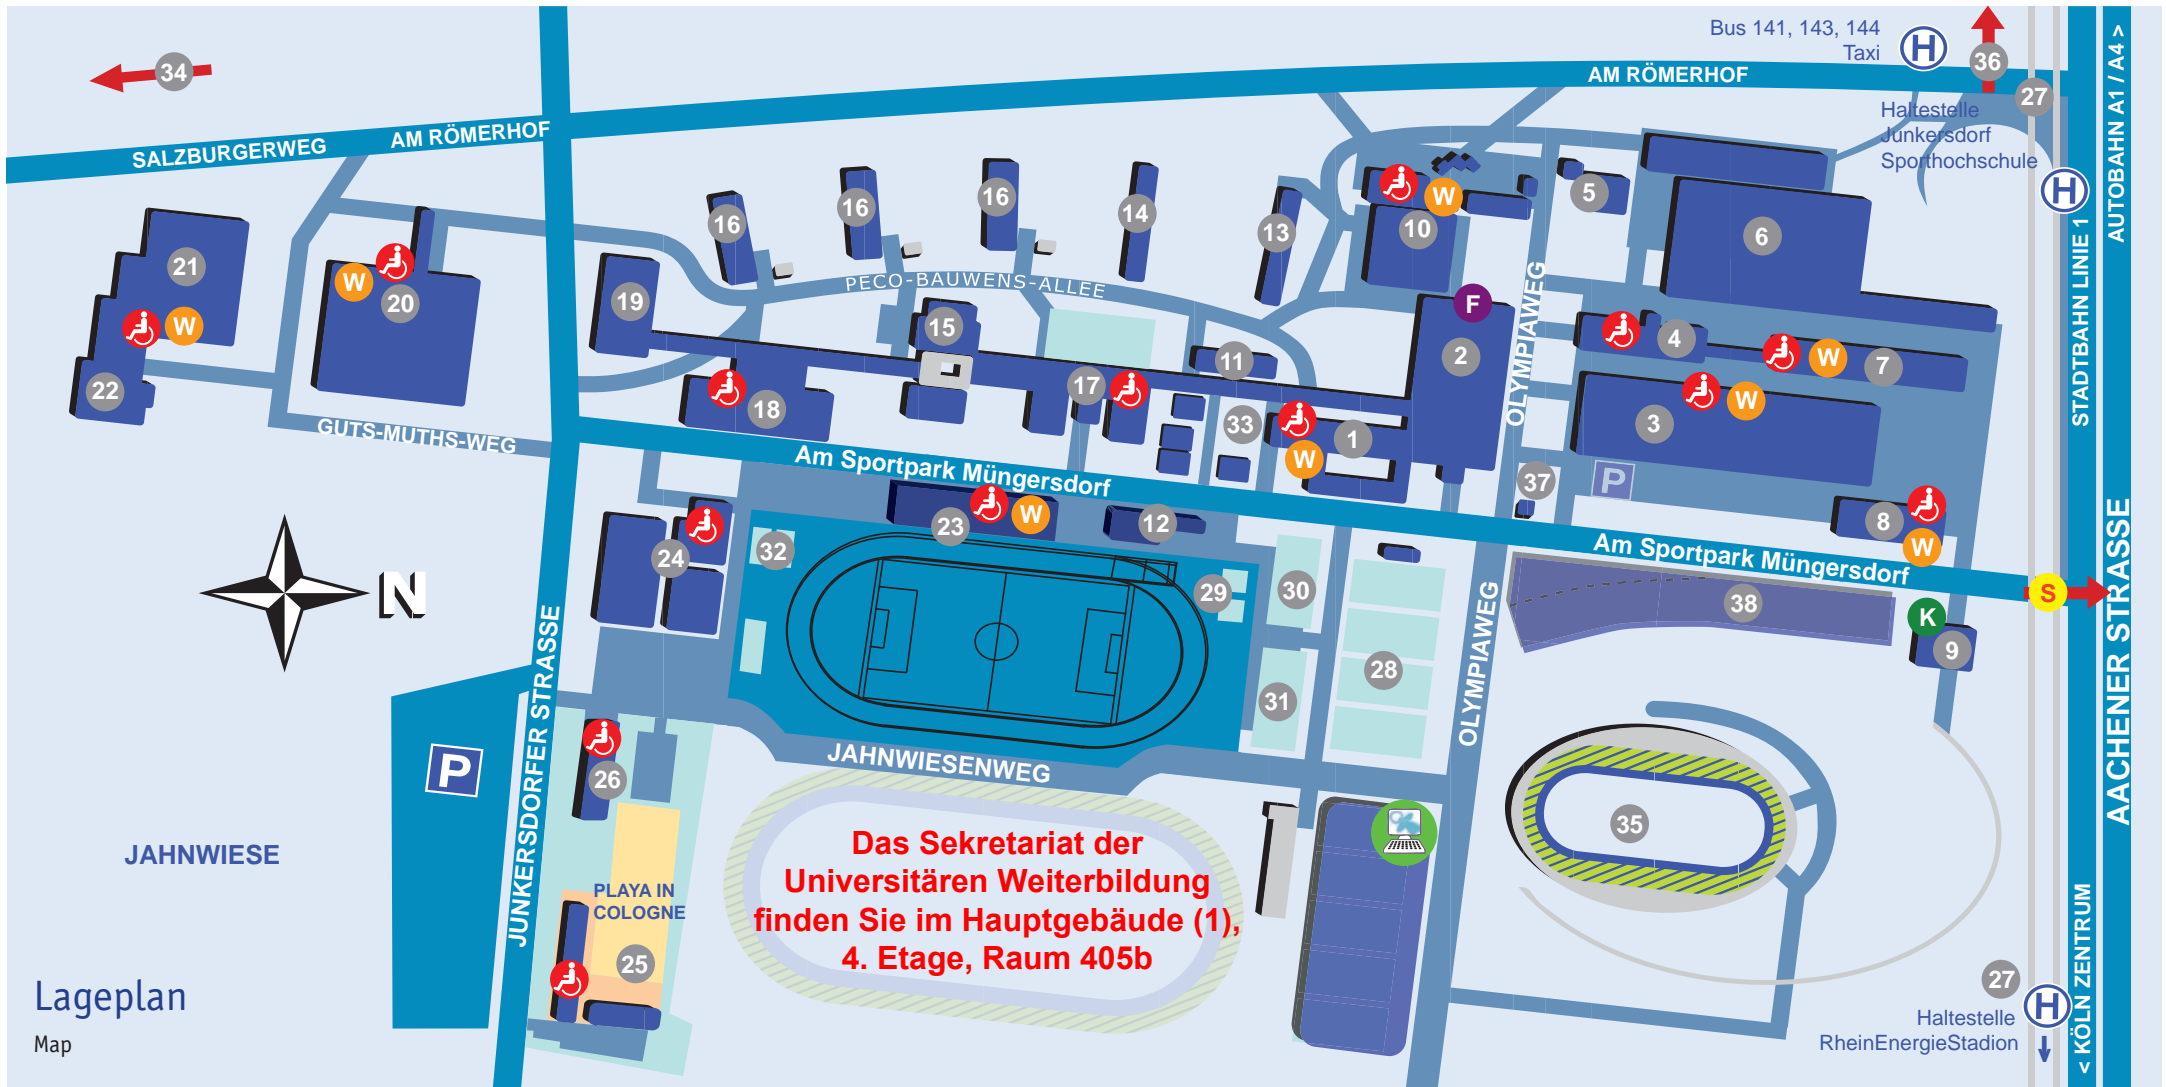 Bus 141, 143, 144
Taxi
H
36
34
AM RÖMERHOF
27
AUTOBAHN A1 / A4 >
Haltestelle
Junkersdorf
Sporthochschule
H
SALZBURGERWEG
AM RÖMERHOF
16
16
16
14
13
10
W
5
6
21
W
20
W
22
19
PECO-BAUWENS-ALLEE
15
11
17
18
33
1
W
2
F
OLYMPIAWEG
4
7
W
3
W
STADTBAHN LINIE 1
GUTS-MUTHS-WEG
Am Sportpark Müngersdorf
37
P
8
W
23
W
12
32
24
29
30
28
31
Am Sportpark Müngersdorf
38
S
K
9
N
AACHENER STRASSE
JUNKERSDORFER STRASSE
OLYMPIAWEG
JAHNWIESENWEG
26
P
35
JAHNWIESE
PLAYA IN
COLOGNE
25
Das Sekretariat der
Universitären Weiterbildung
finden Sie im Hauptgebäude (1),
4. Etage, Raum 405b
27
H
Haltestelle
RheinEnergieStadion
< KÖLN ZENTRUM
Lageplan
Map